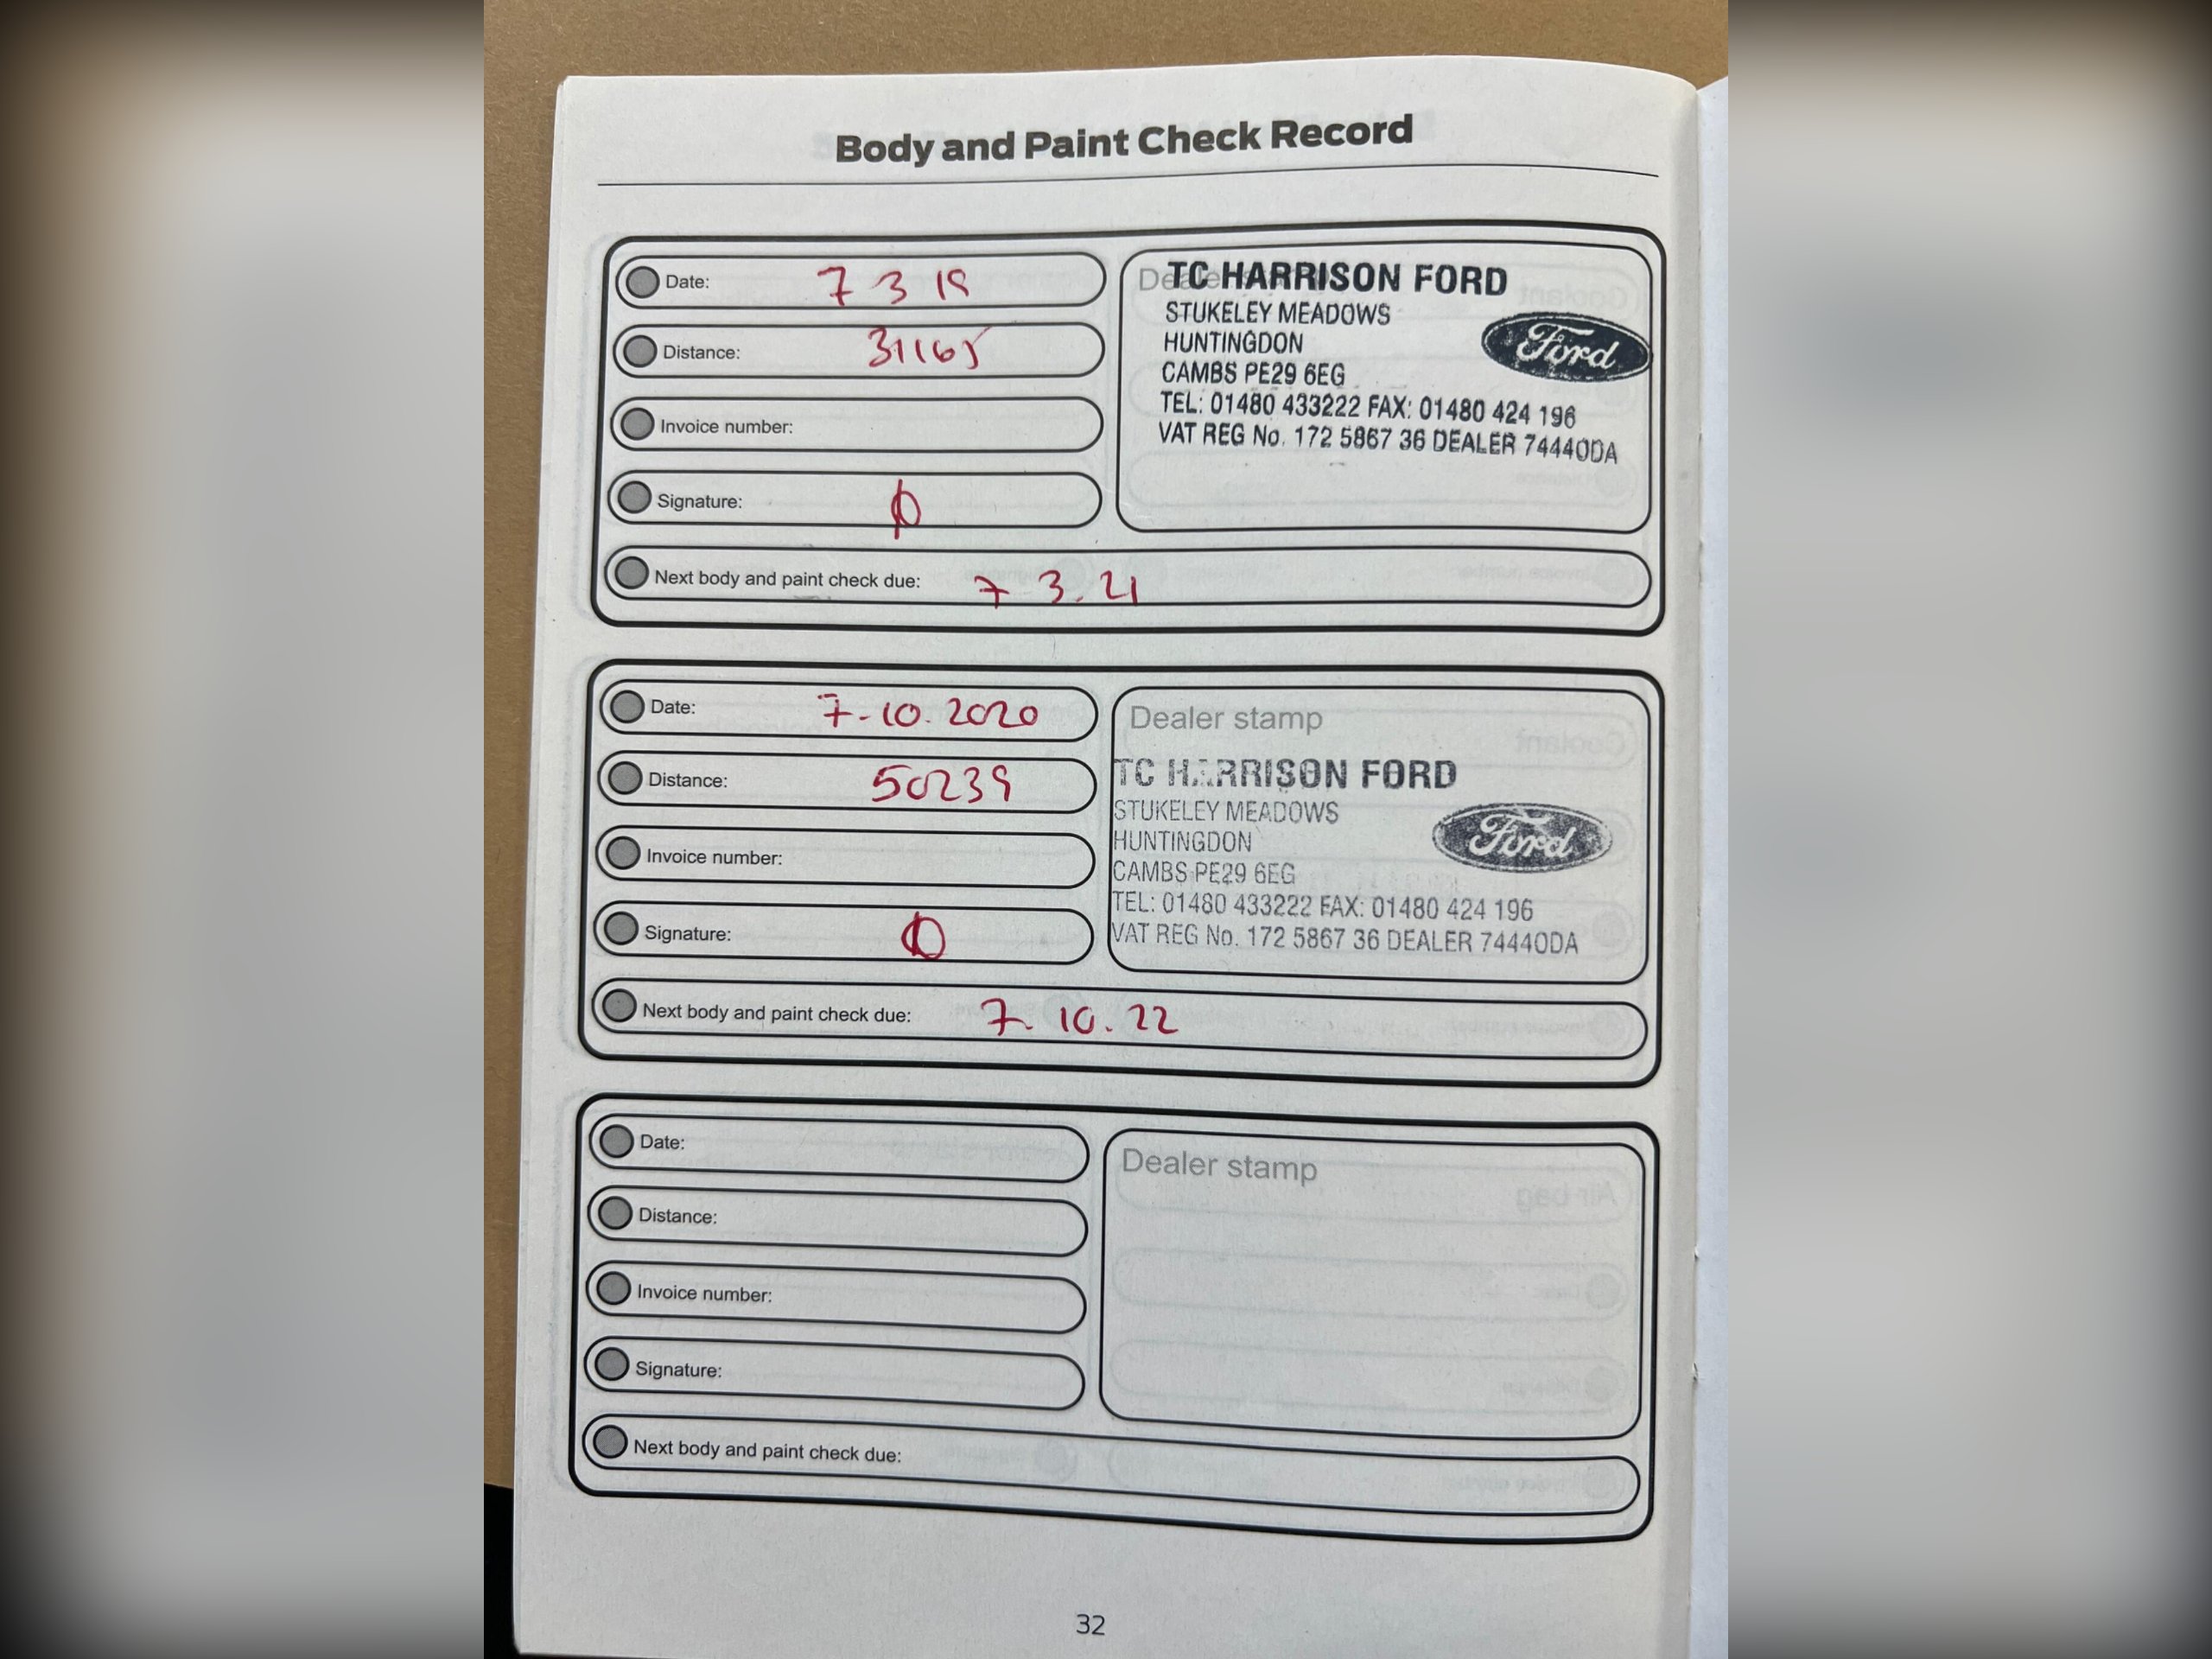 Body and Paint Check Record
Date: 7 3 19
Distance: 31165
Invoice number:
Signature:
Next body and paint check due: 7 3. 21
Dealer stamp
TC HARRISON FORD
STUKELEY MEADOWS
HUNTINGDON
CAMBS PE29 6EG
TEL: 01480 433222 FAX: 01480 424 196
VAT REG No. 172 5867 36 DEALER 74440DA
Ford
Date: 7-10.2020
Distance: 50239
Invoice number:
Signature:
Next body and paint check due: 7. 10. 22
Dealer stamp
TC HARRISON FORD
STUKELEY MEADOWS
HUNTINGDON
CAMBS PE29 6EG
TEL: 01480 433222 FAX: 01480 424 196
VAT REG No. 172 5867 36 DEALER 74440DA
Ford
Date:
Distance:
Invoice number:
Signature:
Next body and paint check due:
Dealer stamp
32